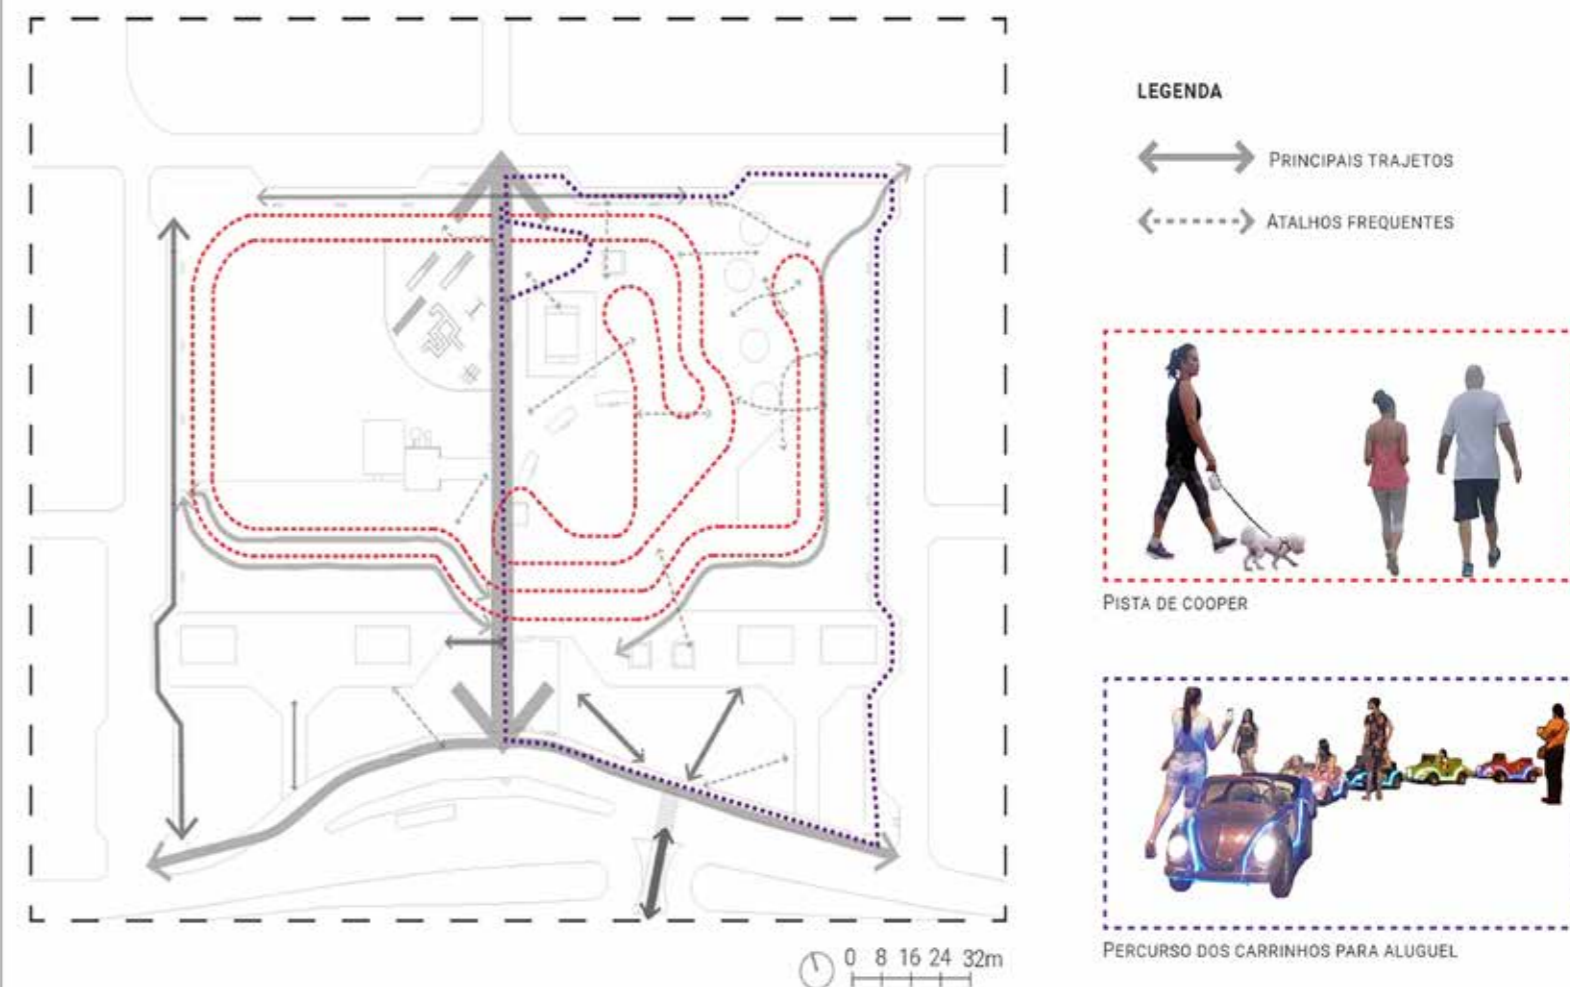 LEGENDA
PRINCIPAIS TRAJETOS
ATALHOS FREQUENTES
PISTA DE COOPER
PERCURSO DOS CARRINHOS PARA ALUGUEL
0 8 16 24 32m